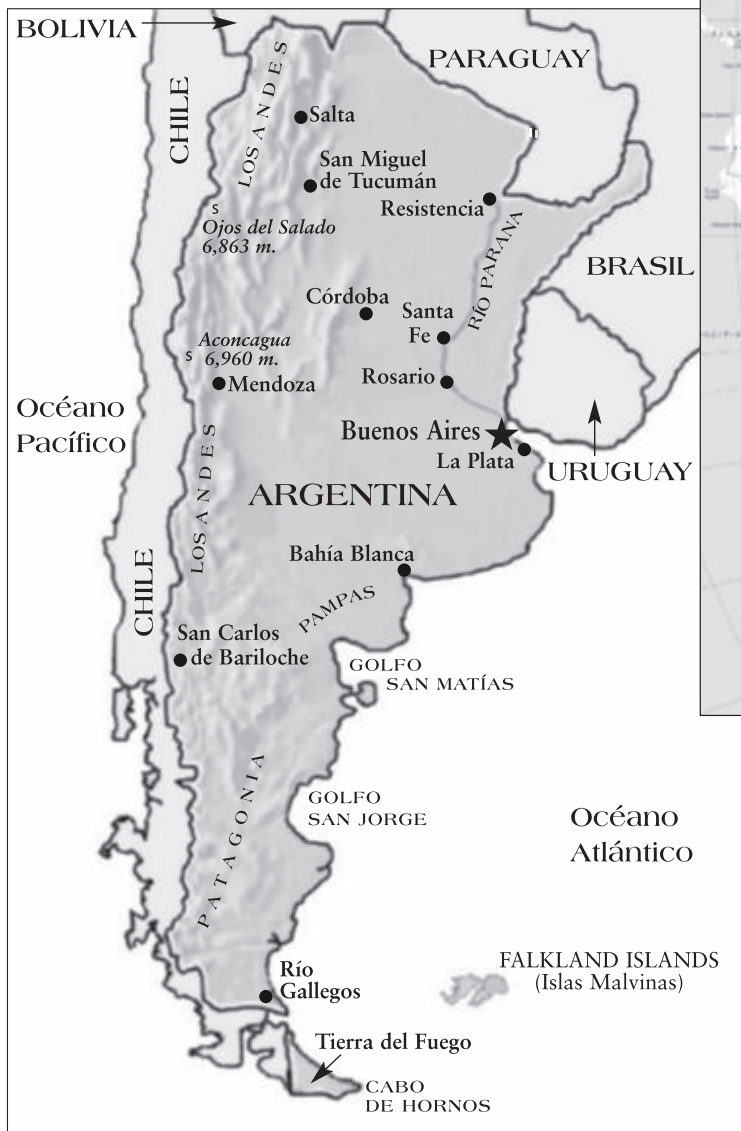 BOLIVIA
PARAGUAY
CHILE
LOS ANDES
Salta
San Miguel
de Tucumán
Resistencia
s
Ojos del Salado
6,863 m.
RÍO PARANA
BRASIL
Córdoba
Santa
Fe
s
Aconcagua
6,960 m.
Mendoza
Rosario
Océano
Pacífico
Buenos Aires
La Plata
URUGUAY
LOS ANDES
ARGENTINA
Bahía Blanca
CHILE
PAMPAS
San Carlos
de Bariloche
GOLFO
SAN MATÍAS
PATAGONIA
GOLFO
SAN JORGE
Océano
Atlántico
FALKLAND ISLANDS
(Islas Malvinas)
Río
Gallegos
Tierra del Fuego
CABO
DE HORNOS